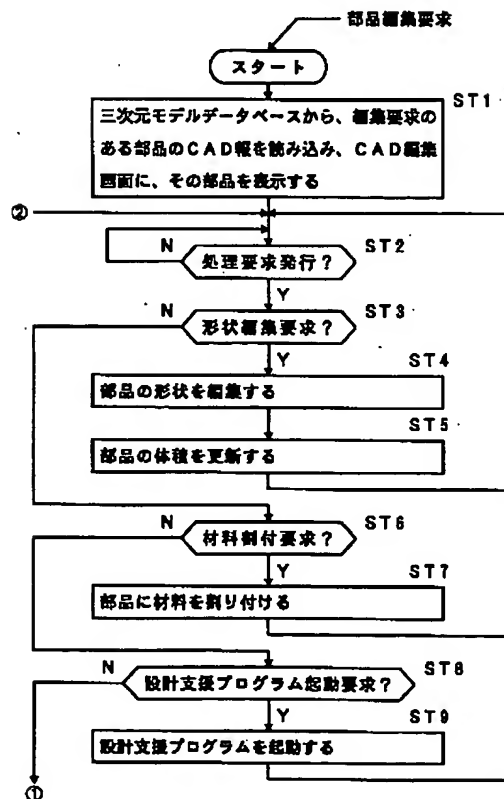 部品編集要求
スタート
ST1
三次元モデルデータベースから、編集要求の
ある部品のCAD報を読み込み、CAD編集
画面に、その部品を表示する
②
N
処理要求発行？
ST2
Y
N
形状編集要求？
ST3
Y
ST4
部品の形状を編集する
ST5
部品の体積を更新する
N
材料割付要求？
ST6
Y
ST7
部品に材料を割り付ける
N
設計支援プログラム起動要求？
ST8
Y
ST9
設計支援プログラムを起動する
①